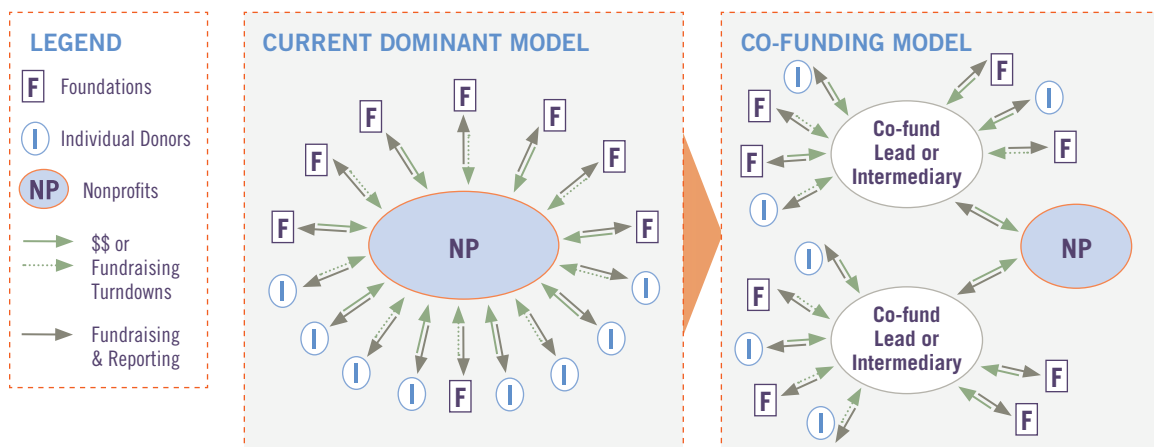 LEGEND
F Foundations
I Individual Donors
NP Nonprofits
$$ or
Fundraising
Turndowns
Fundraising
& Reporting
CURRENT DOMINANT MODEL
F
F
F
F
F
F
F
NP
F
I
I
I
I
I
I
I
I
F
CO-FUNDING MODEL
I
F
F
I
F
F
I
Co-fund
Lead or
Intermediary
NP
I
F
I
F
I
F
F
Co-fund
Lead or
Intermediary